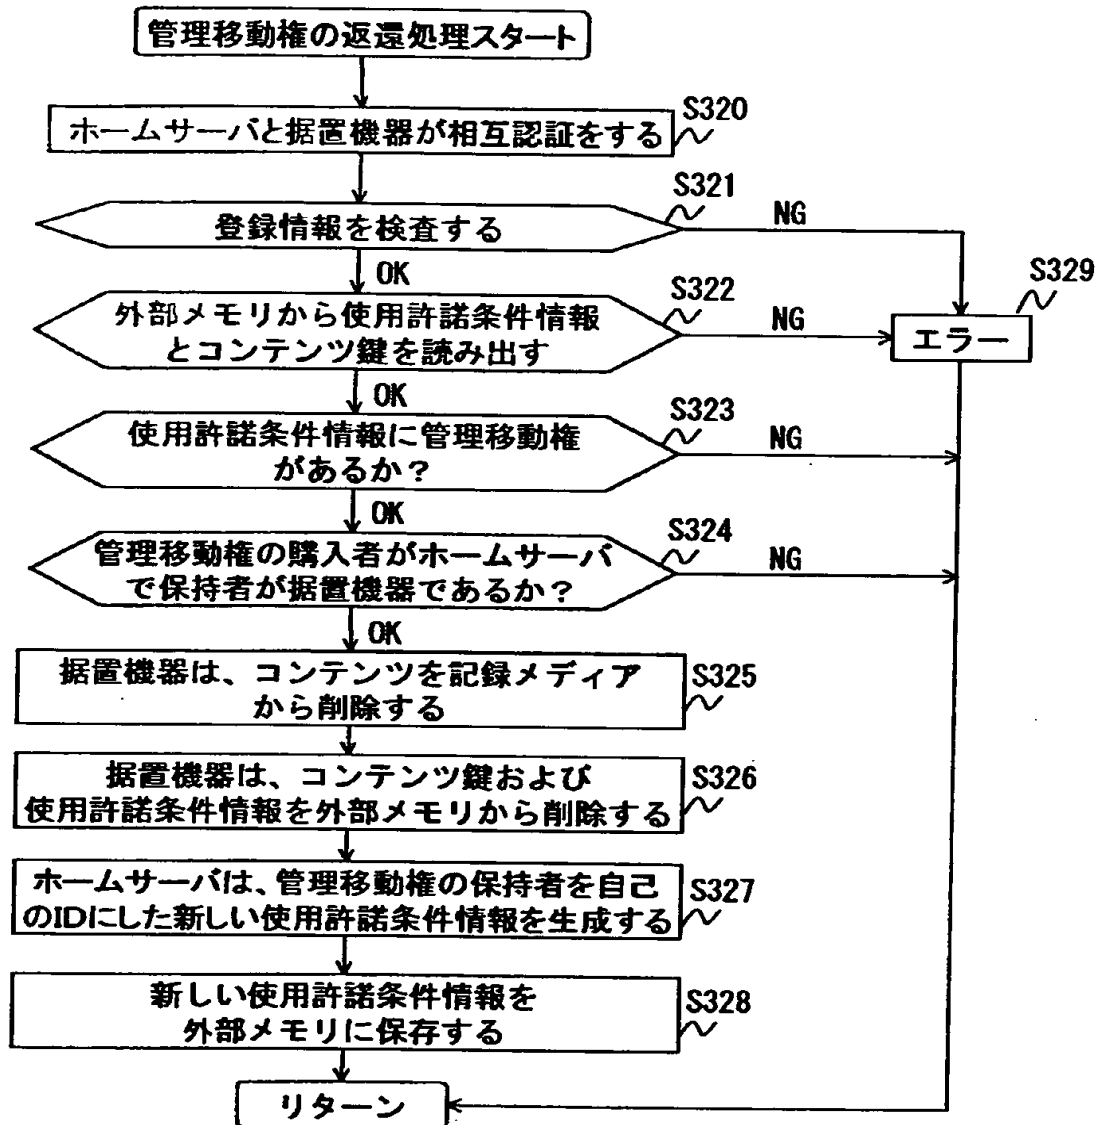 管理移動権の返還処理スタート
S320
ホームサーバと据置機器が相互認証をする
S321
登録情報を検査する
NG
OK
S322
外部メモリから使用許諾条件情報
とコンテンツ鍵を読み出す
NG
S329
エラー
OK
S323
使用許諾条件情報に管理移動権
があるか？
NG
OK
S324
管理移動権の購入者がホームサーバ
で保持者が据置機器であるか？
NG
OK
据置機器は、コンテンツを記録メディア
から削除する
S325
据置機器は、コンテンツ鍵および
使用許諾条件情報を外部メモリから削除する
S326
ホームサーバは、管理移動権の保持者を自己
のIDにした新しい使用許諾条件情報を生成する
S327
新しい使用許諾条件情報を
外部メモリに保存する
S328
リターン